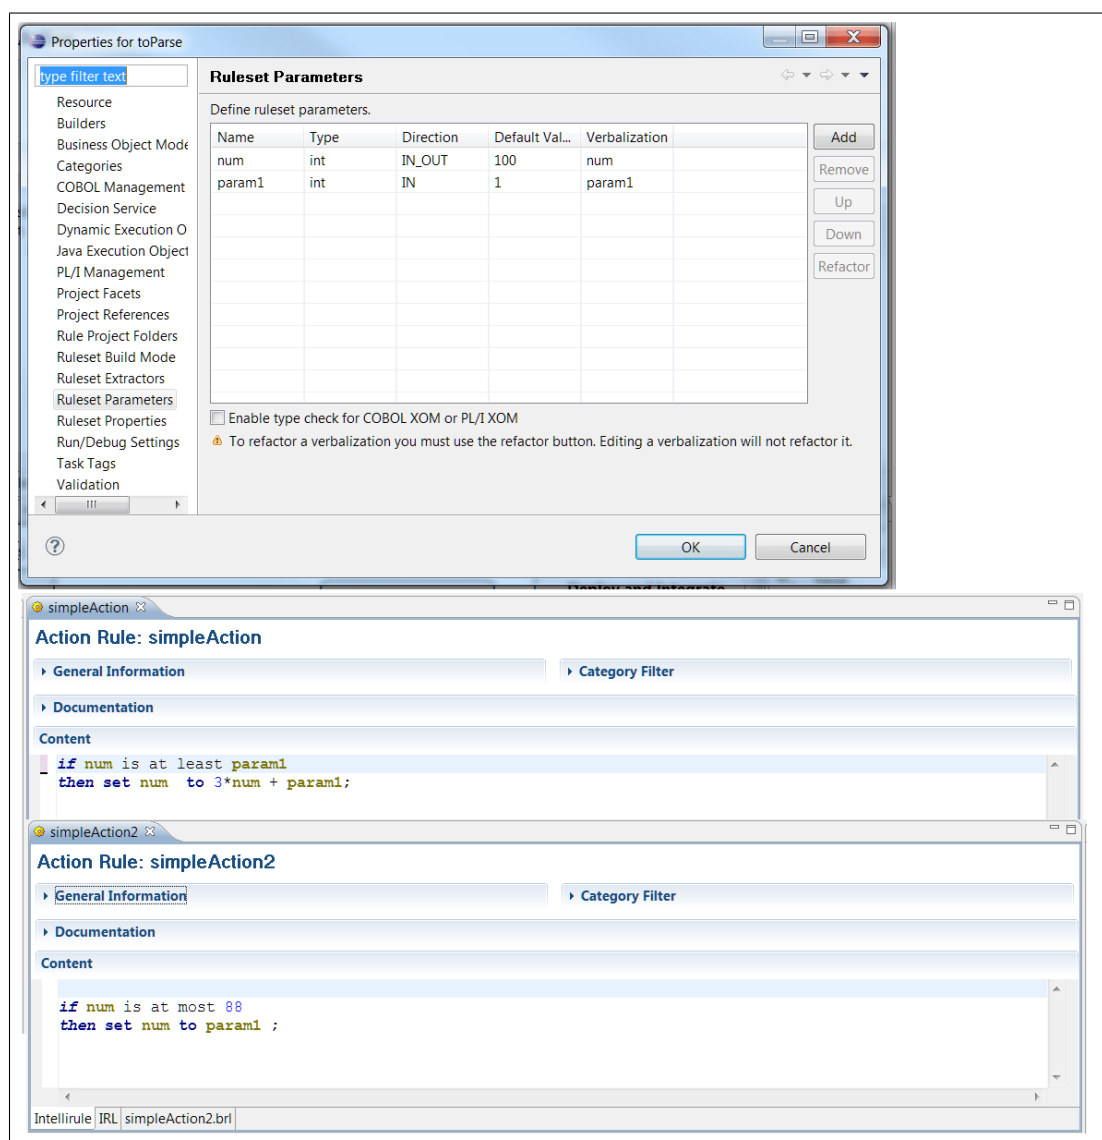 Properties for toParse
type filter text
Resource
Builders
Business Object Mode
Categories
COBOL Management
Decision Service
Dynamic Execution O
Java Execution Object
PL/I Management
Project Facets
Project References
Rule Project Folders
Ruleset Build Mode
Ruleset Extractors
Ruleset Parameters
Ruleset Properties
Run/Debug Settings
Task Tags
Validation
Ruleset Parameters
Define ruleset parameters.
Name Type Direction Default Val... Verbalization
num int IN_OUT 100 num
param1 int IN 1 param1
Add
Remove
Up
Down
Refactor
Enable type check for COBOL XOM or PL/I XOM
To refactor a verbalization you must use the refactor button. Editing a verbalization will not refactor it.
OK Cancel
simpleAction
Action Rule: simpleAction
General Information Category Filter
Documentation
Content
if num is at least param1
then set num to 3*num + param1;
simpleAction2
Action Rule: simpleAction2
General Information Category Filter
Documentation
Content
if num is at most 88
then set num to param1 ;
Intellirule IRL simpleAction2.brl